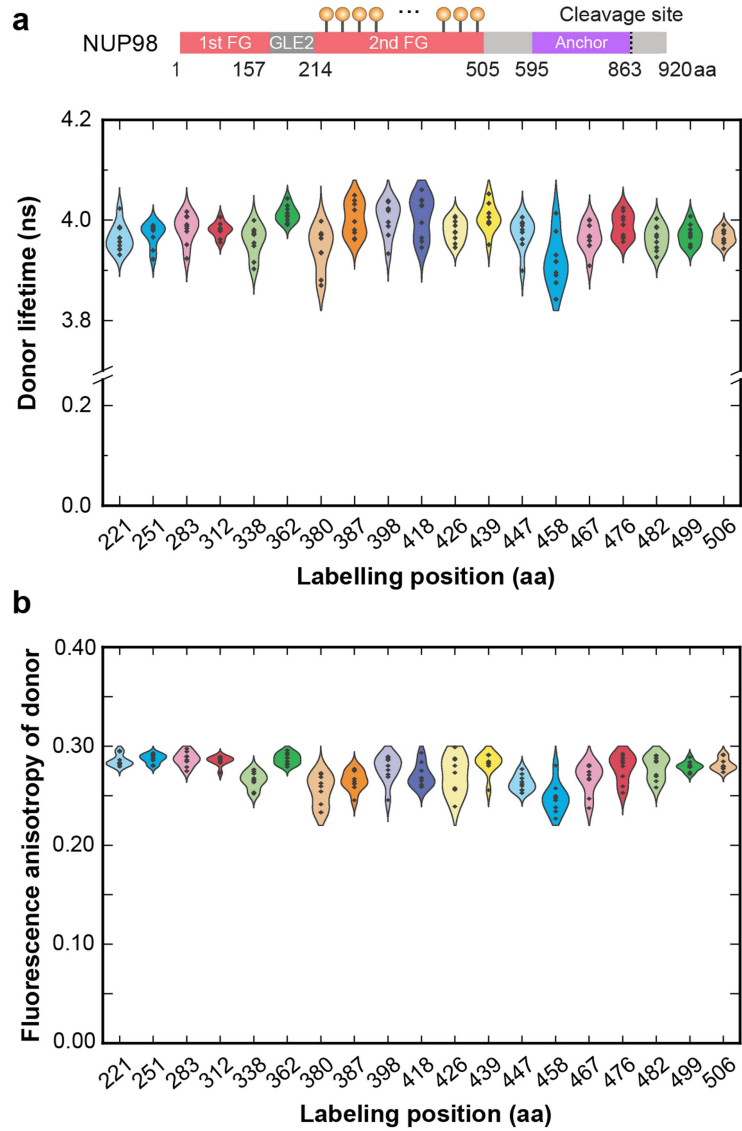 a
Cleavage site
NUP98 1st FG GLE2 2nd FG Anchor
1 157 214 505 595 863 920aa
4.2
4.0
3.8
0.2
0.0
Donor lifetime (ns)
221 251 283 312 338 362 380 387 398 418 426 439 447 458 467 476 482 499 506
Labelling position (aa)
b
0.40
0.30
0.20
0.10
0.00
Fluorescence anisotropy of donor
221 251 283 312 338 362 380 387 398 418 426 439 447 458 467 476 482 499 506
Labeling position (aa)